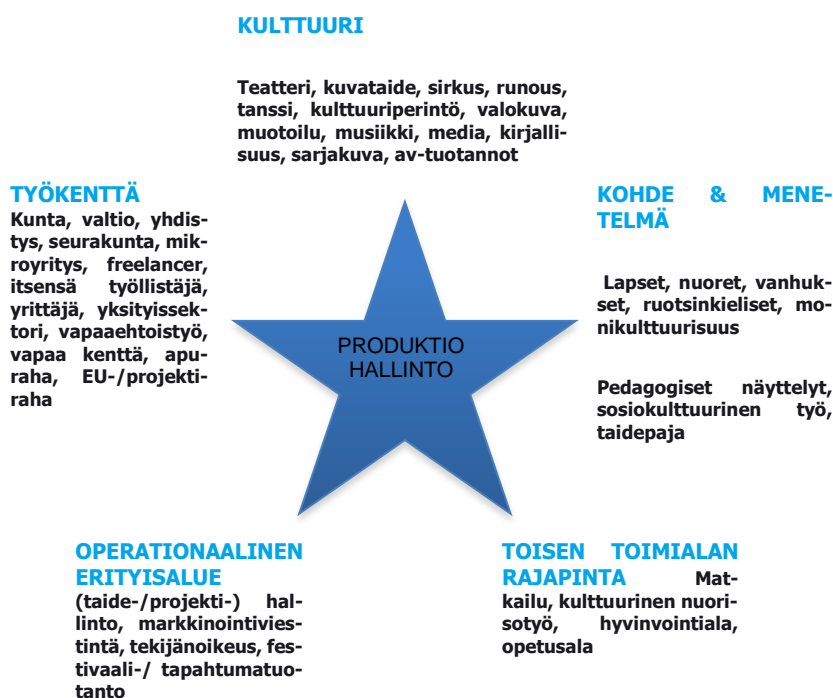 KULTTUURI
Teatteri, kuvataide, sirkus, runous,
tanssi, kulttuuriperintö, valokuva,
muotoilu, musiikki, media, kirjalli-
suus, sarjakuva, av-tuotannot
TYÖKENTTÄ
Kunta, valtio, yhdis-
tys, seurakunta, mik-
royritys, freelancer,
itsensä työllistäjä,
yrittäjä, yksityissek-
tori, vapaaehtoistyö,
vapaa kenttä, apu-
raha, EU-/projekti-
raha
KOHDE & MENE-
TELMÄ
Lapset, nuoret, vanhuk-
set, ruotsinkieliset, mo-
nikulttuurisuus
Pedagogiset näyttelyt,
sosiokulttuurinen työ,
taidepaja
PRODUKTIO
HALLINTO
OPERATIONAALINEN
ERITYISALUE
(taide-/projekti-) hal-
linto, markkinointivies-
tintä, tekijänoikeus, fes-
tivaali-/ tapahtumatuo-
tanto
TOISEN TOIMIALAN
RAJAPINTA Mat-
kailu, kulttuurinen nuori-
sotyö, hyvinvointiala,
opetusala